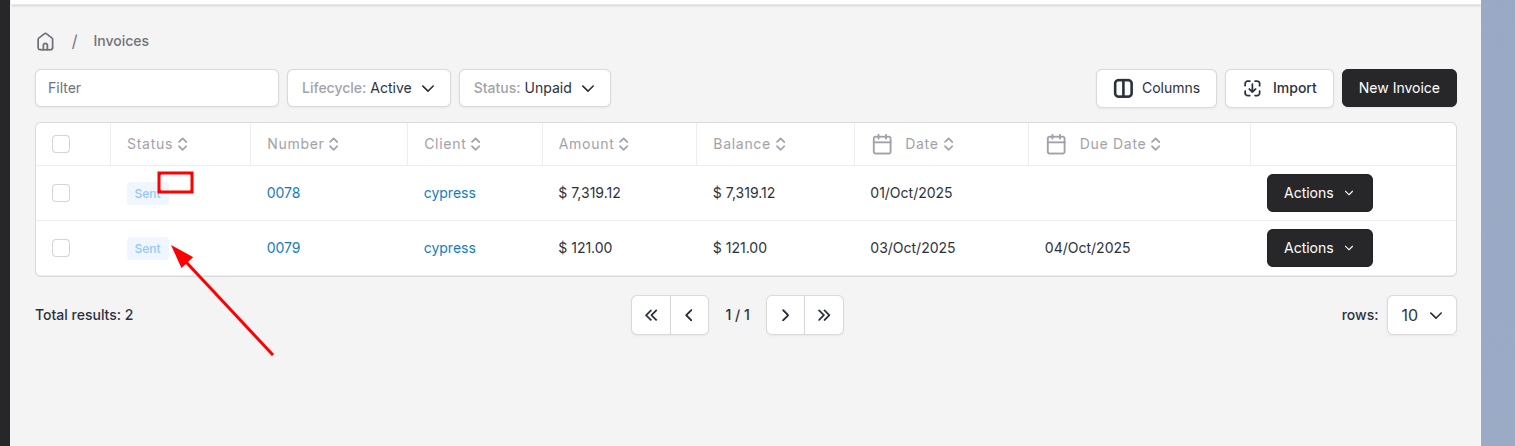 / Invoices
Filter Lifecycle: Active Status: Unpaid Columns Import New Invoice
Status Number Client Amount Balance Date Due Date
Sent 0078 cypress $ 7,319.12 $ 7,319.12 01/Oct/2025 Actions
Sent 0079 cypress $ 121.00 $ 121.00 03/Oct/2025 04/Oct/2025 Actions
Total results: 2 1 / 1 rows: 10